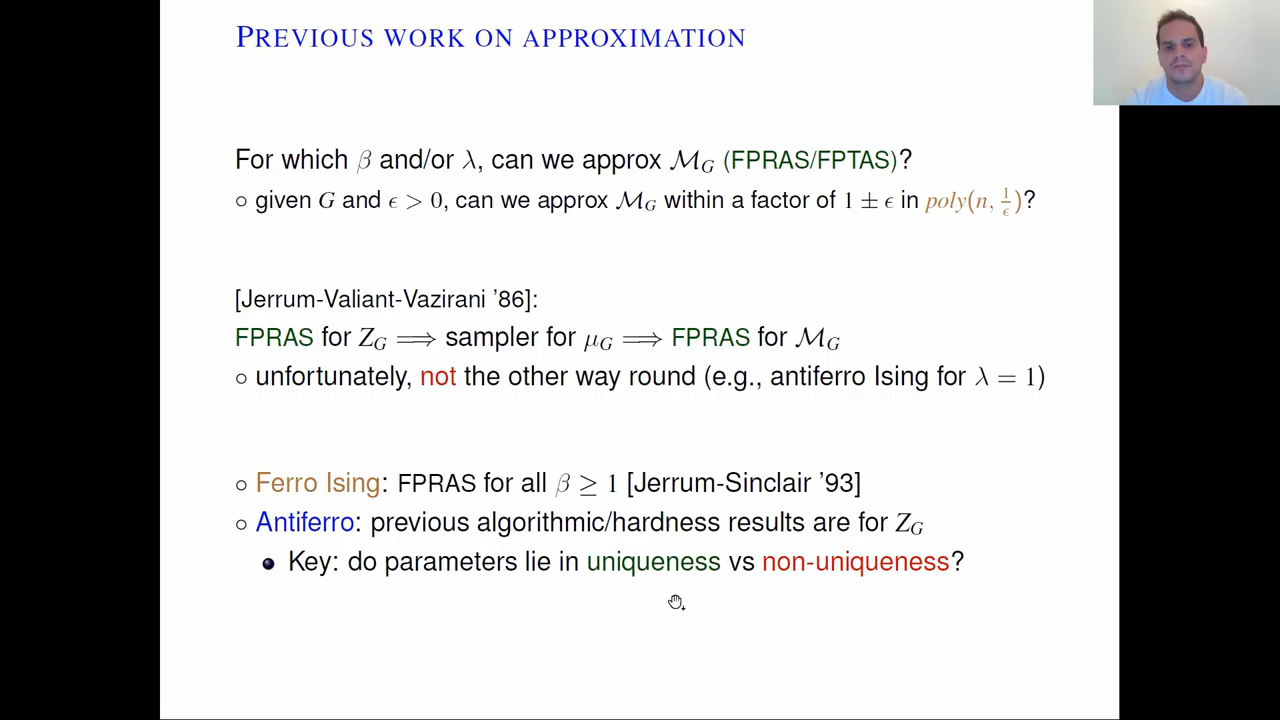 PREVIOUS WORK ON APPROXIMATION
For which β and/or λ, can we approx ℳ_G (FPRAS/FPTAS)?
○ given G and ϵ > 0, can we approx ℳ_G within a factor of 1 ± ϵ in poly(n, 1/ϵ)?
[Jerrum-Valiant-Vazirani '86]:
FPRAS for Z_G ⟹ sampler for μ_G ⟹ FPRAS for ℳ_G
○ unfortunately, not the other way round (e.g., antiferro Ising for λ = 1)
○ Ferro Ising: FPRAS for all β ≥ 1 [Jerrum-Sinclair '93]
○ Antiferro: previous algorithmic/hardness results are for Z_G
● Key: do parameters lie in uniqueness vs non-uniqueness?